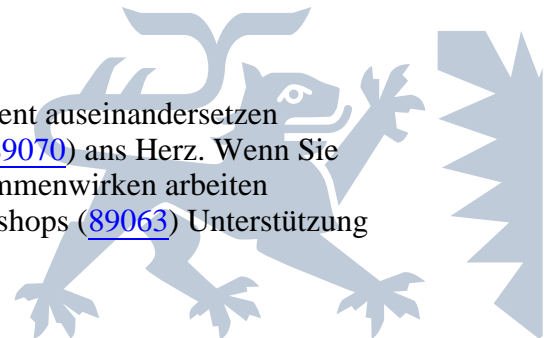 ent auseinandersetzen
9070) ans Herz. Wenn Sie
mmenwirken arbeiten
shops (89063) Unterstützung